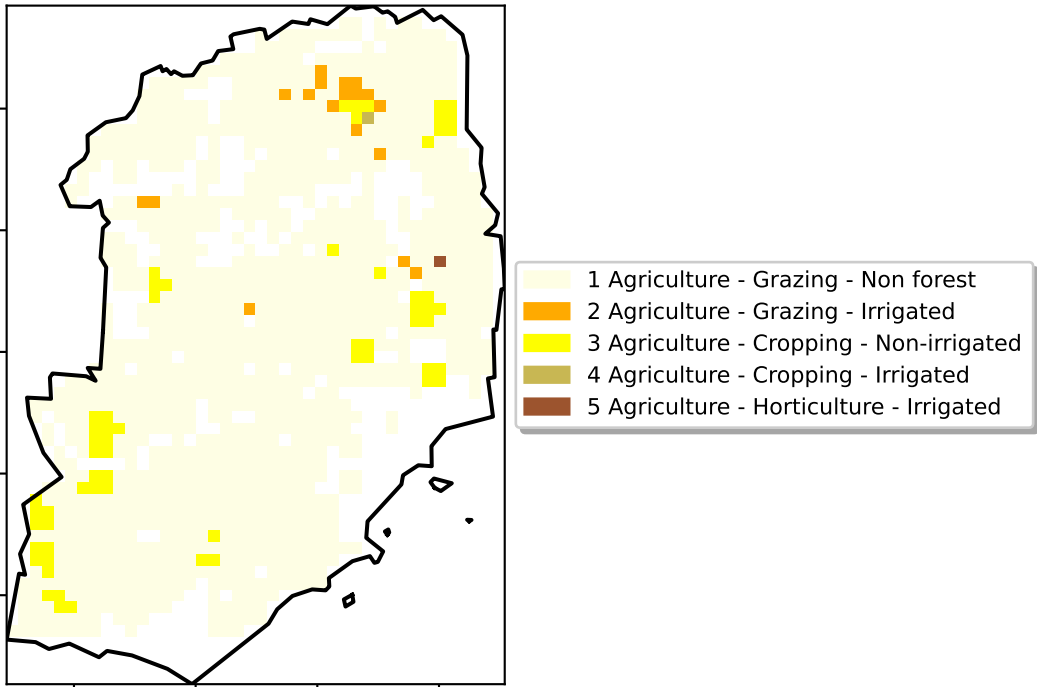 1 Agriculture - Grazing - Non forest
2 Agriculture - Grazing - Irrigated
3 Agriculture - Cropping - Non-irrigated
4 Agriculture - Cropping - Irrigated
5 Agriculture - Horticulture - Irrigated